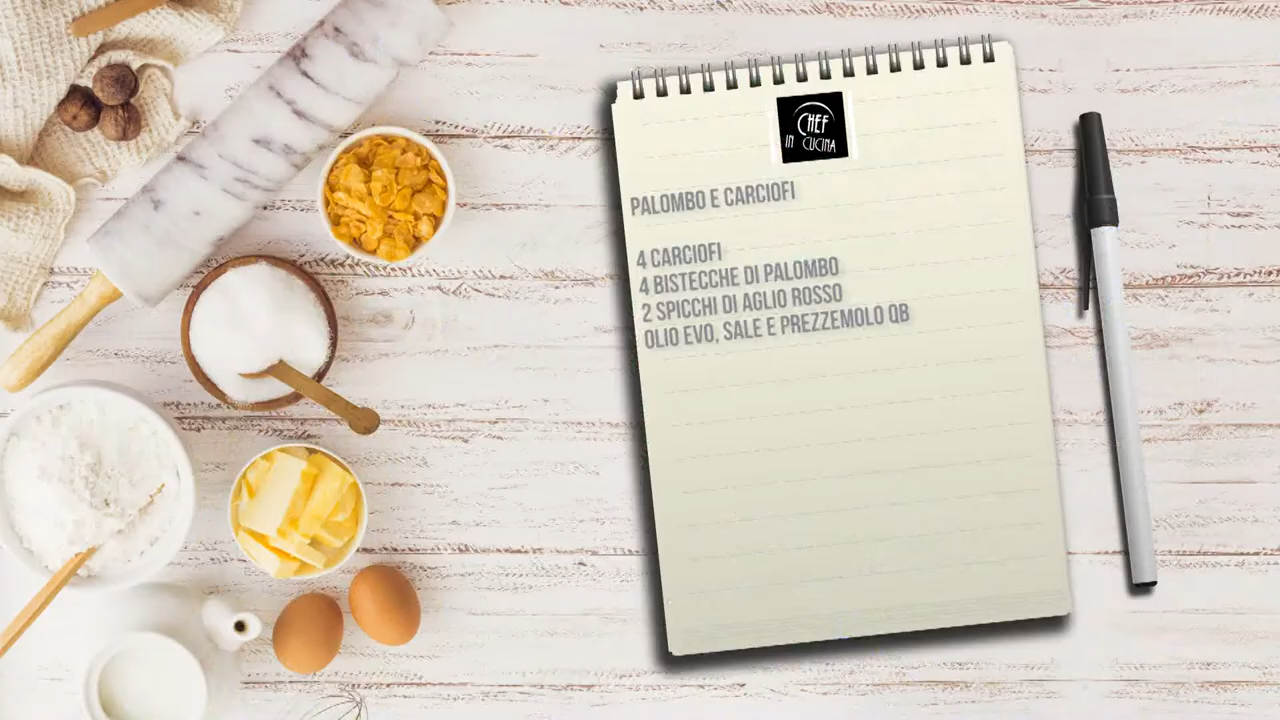 CHEF
IN CUCINA
PALOMBO E CARCIOFI
4 CARCIOFI
4 BISTECCHE DI PALOMBO
2 SPICCHI DI AGLIO ROSSO
OLIO EVO, SALE E PREZZEMOLO QB